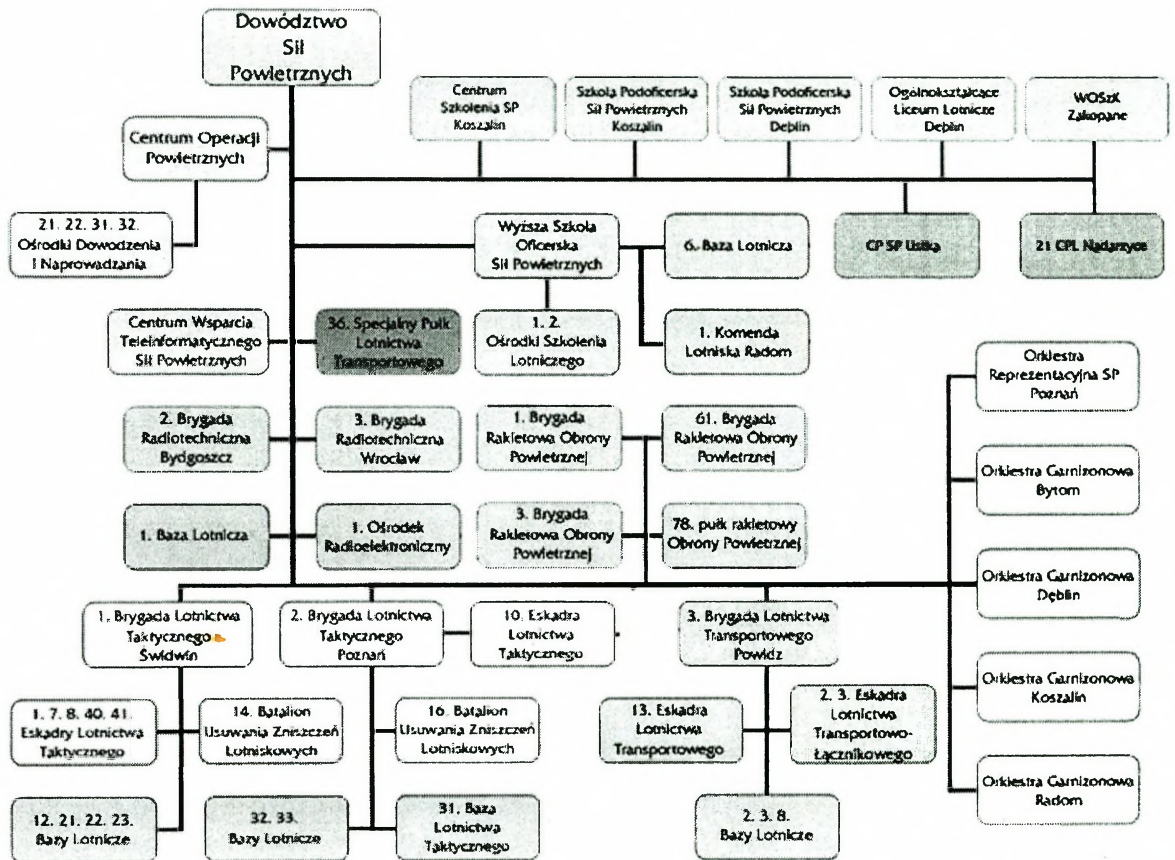 Dowództwo
Sił
Powietrznych
Centrum
Szkolenia SP
Koszalin
Szkoła Podoficerska
Sił Powietrznych
Koszalin
Szkoła Podoficerska
Sił Powietrznych
Dęblin
Ogólnokształcące
Liceum Lotnicze
Dęblin
WOSzK
Zakopane
Centrum Operacji
Powietrznych
21. 22. 31. 32.
Ośrodki Dowodzenia
I Naprowadzania
Wyższa Szkoła
Oficerska
Sił Powietrznych
6. Baza Lotnicza
CP SP Ustka
21 CPL Nadarzyce
Centrum Wsparcia
Teleinformatycznego
Sił Powietrznych
36. Specjalny Pułk
Lotnictwa
Transportowego
1. 2.
Ośrodki Szkolenia
Lotniczego
1. Komenda
Lotniska Radom
Orkiestra
Reprezentacyjna SP
Poznań
2. Brygada
Radiotechniczna
Bydgoszcz
3. Brygada
Radiotechniczna
Wrocław
1. Brygada
Rakietowa Obrony
Powietrznej
61. Brygada
Rakietowa Obrony
Powietrznej
Orkiestra Garnizonowa
Bytom
1. Baza Lotnicza
1. Ośrodek
Radioelektroniczny
3. Brygada
Rakietowa Obrony
Powietrznej
78. pułk rakietowy
Obrony Powietrznej
Orkiestra Garnizonowa
Dęblin
1. Brygada Lotnictwa
Taktycznego
Świdwin
2. Brygada Lotnictwa
Taktycznego
Poznań
10. Eskadra
Lotnictwa
Taktycznego
3. Brygada Lotnictwa
Transportowego
Powidz
Orkiestra Garnizonowa
Koszalin
1. 7. 8. 40. 41.
Eskadry Lotnictwa
Taktycznego
14. Batalion
Usuwania Zniszczeń
Lotniskowych
16. Batalion
Usuwania Zniszczeń
Lotniskowych
13. Eskadra
Lotnictwa
Transportowego
2. 3. Eskadra
Lotnictwa
Transportowo-
Łącznikowego
Orkiestra Garnizonowa
Radom
12. 21. 22. 23.
Bazy Lotnicze
32. 33.
Bazy Lotnicze
31. Baza
Lotnictwa
Taktycznego
2. 3. 8.
Bazy Lotnicze